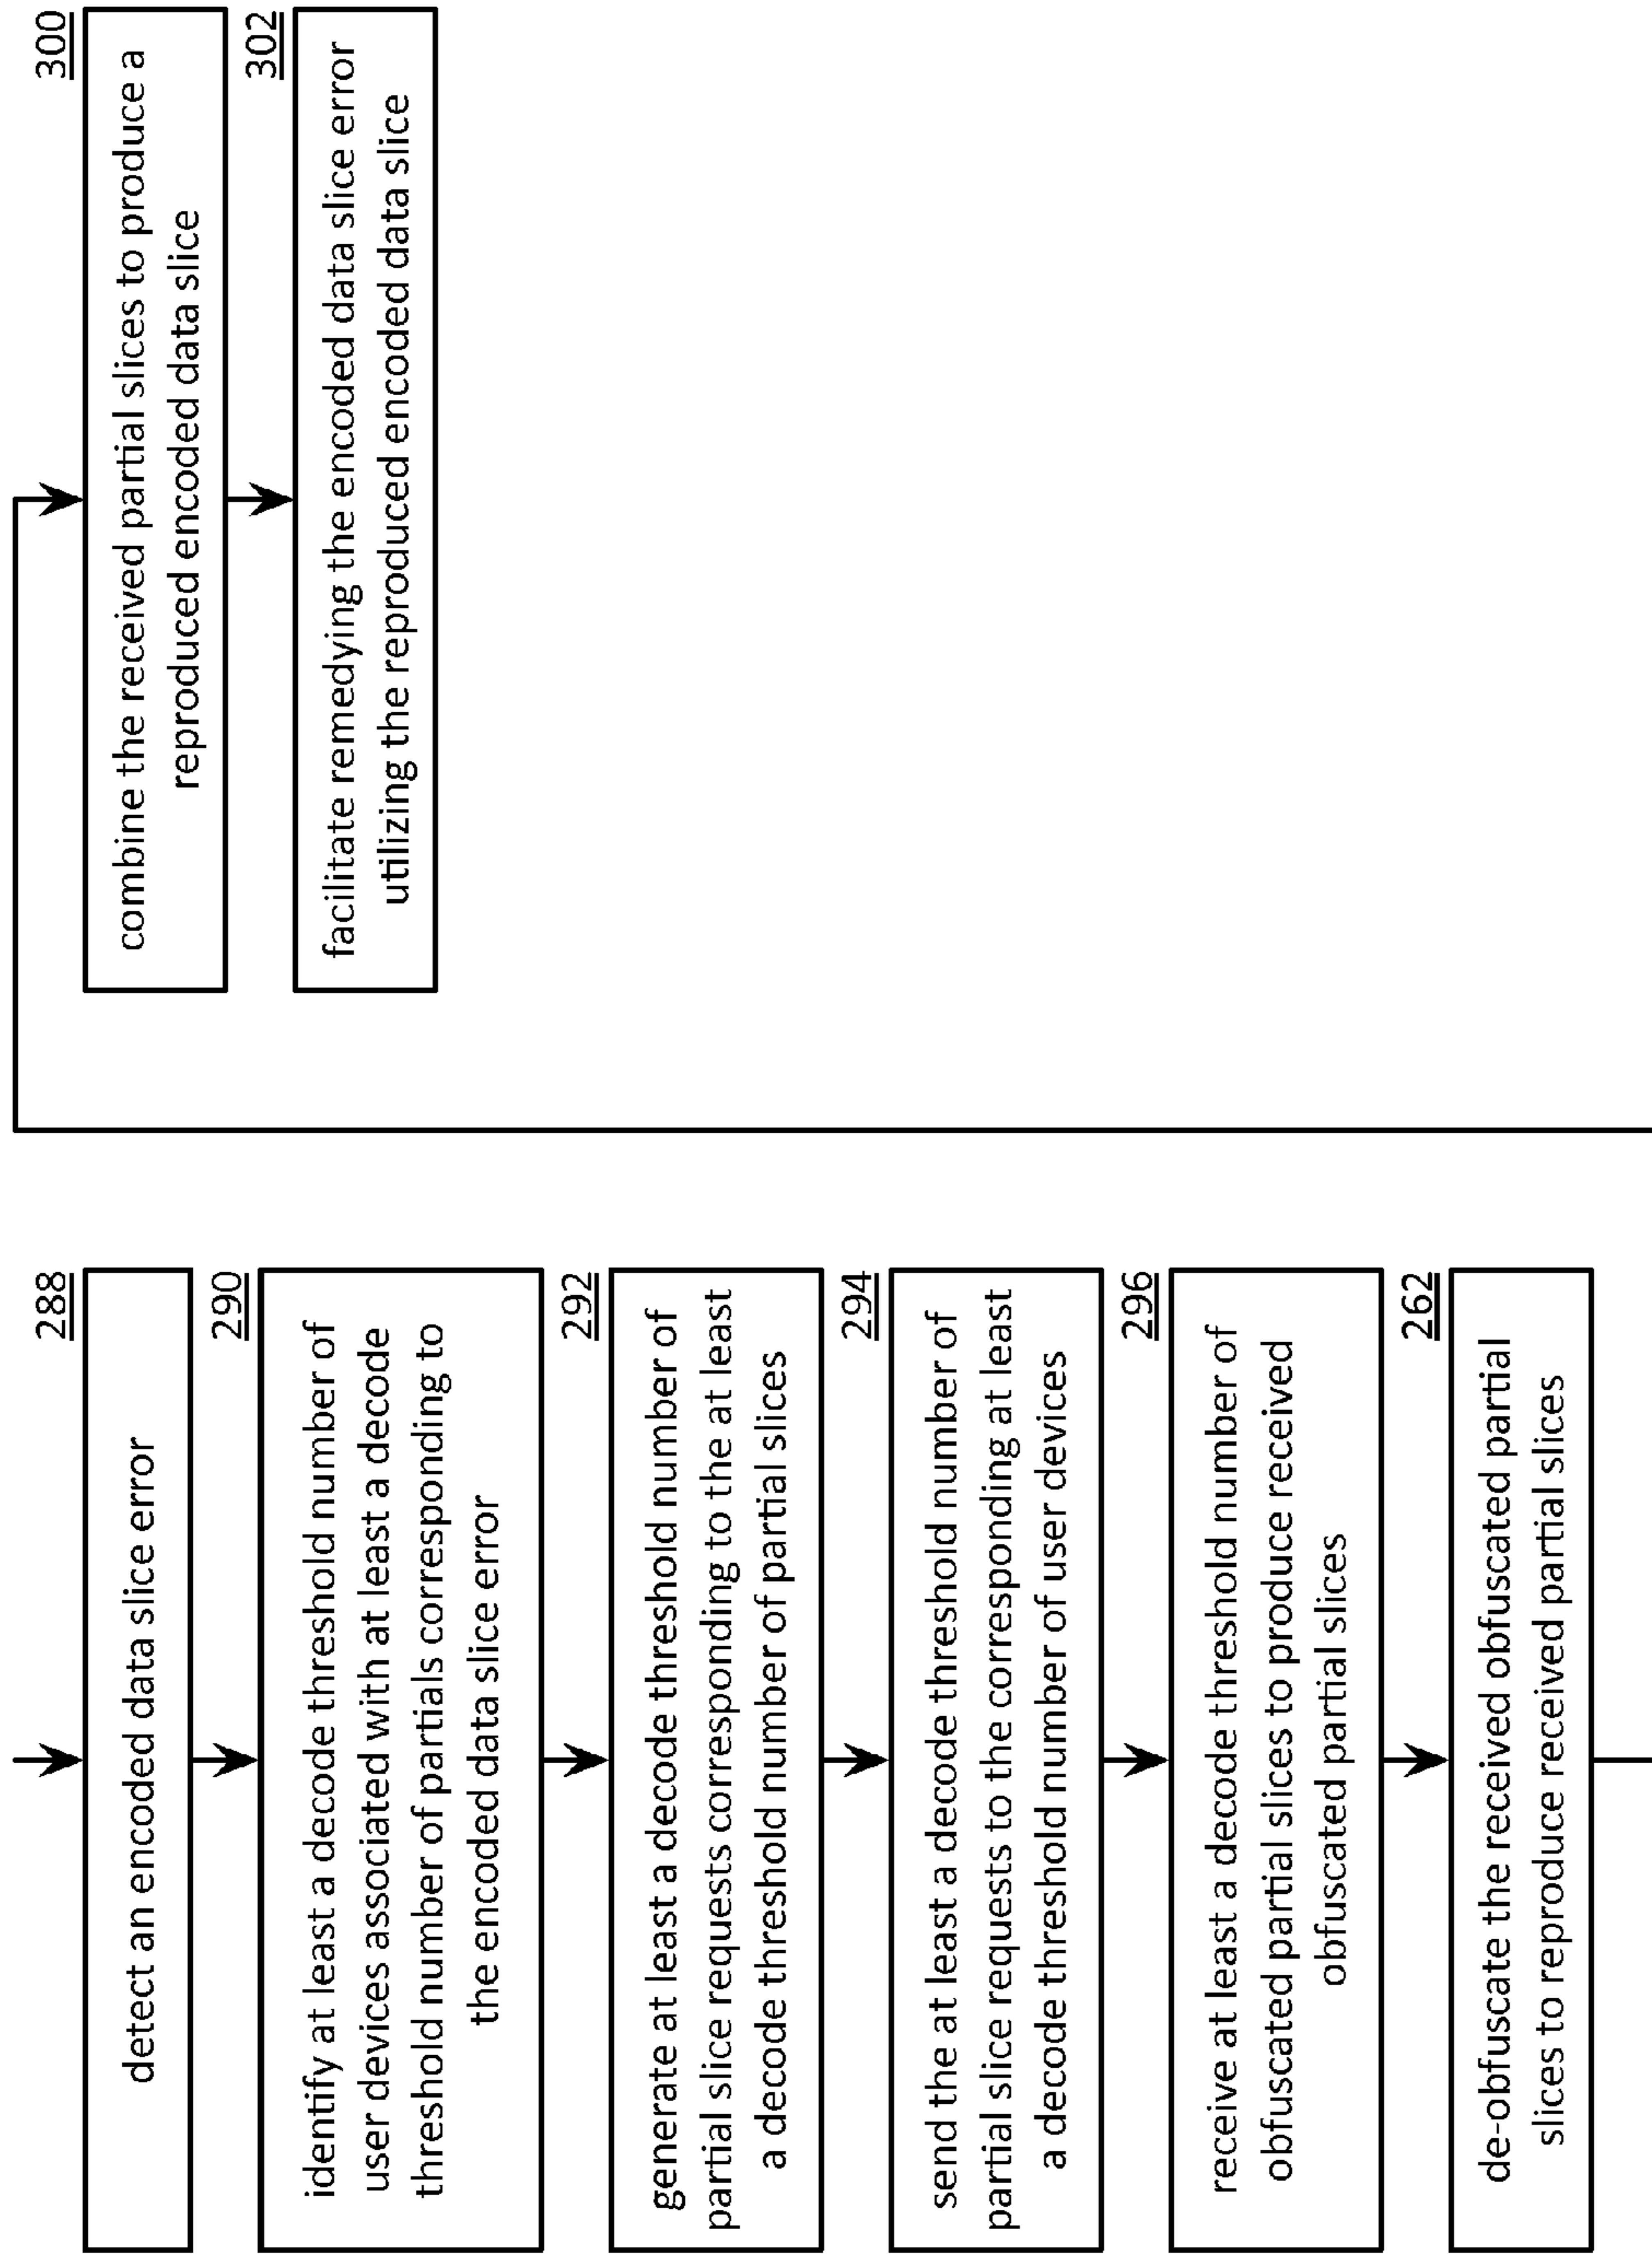 288
detect an encoded data slice error
290
identify at least a decode threshold number of
user devices associated with at least a decode
threshold number of partials corresponding to
the encoded data slice error
292
generate at least a decode threshold number of
partial slice requests corresponding to the at least
a decode threshold number of partial slices
294
send the at least a decode threshold number of
partial slice requests to the corresponding at least
a decode threshold number of user devices
296
receive at least a decode threshold number of
obfuscated partial slices to produce received
obfuscated partial slices
262
de-obfuscate the received obfuscated partial
slices to reproduce received partial slices
300
combine the received partial slices to produce a
reproduced encoded data slice
302
facilitate remedying the encoded data slice error
utilizing the reproduced encoded data slice